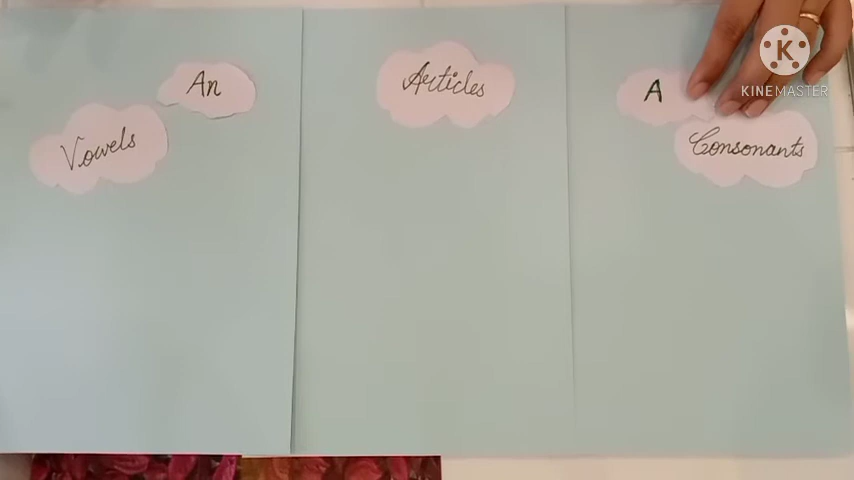 An
Vowels
Articles
A
Consonants
K
KINEMASTER